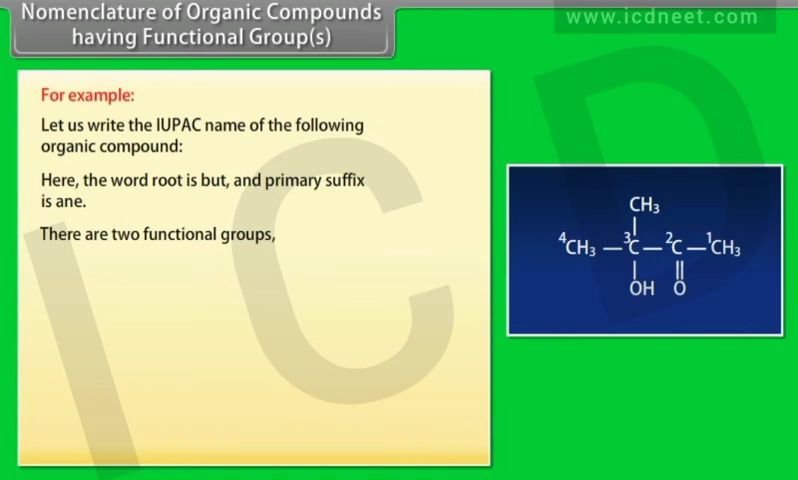 Nomenclature of Organic Compounds
having Functional Group(s)
www.icdneet.com
For example:
Let us write the IUPAC name of the following
organic compound:
Here, the word root is but, and primary suffix
is ane.
There are two functional groups,
CH₃
⁴CH₃ — ³C — ²C — ¹CH₃
OH O
I C D